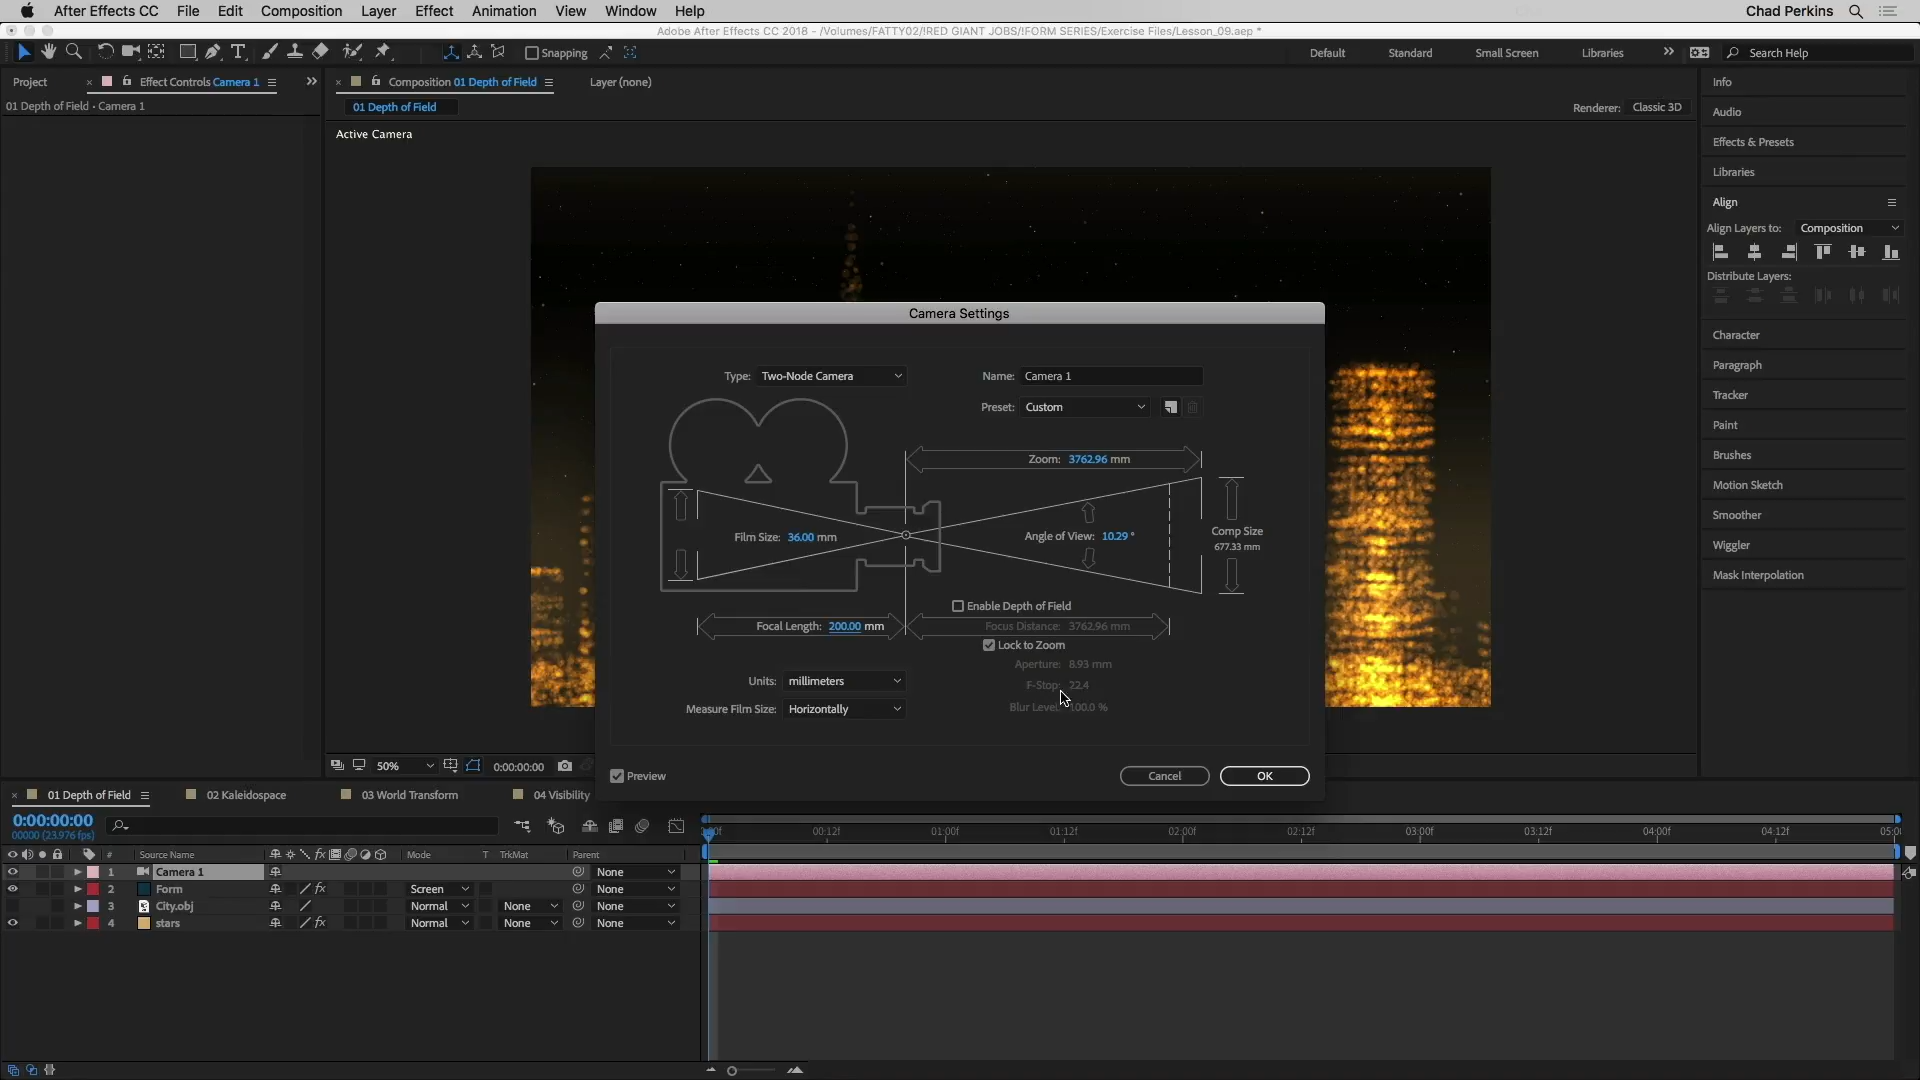 After Effects CC File Edit Composition Layer Effect Animation View Window Help Chad Perkins
Adobe After Effects CC 2018 - /Volumes/FATTY02/!RED GIANT JOBS/!FORM SERIES/Exercise Files/Lesson_09.aep *
Snapping Default Standard Small Screen Libraries Search Help
Project Effect Controls Camera 1 Composition 01 Depth of Field Layer (none)
01 Depth of Field • Camera 1
01 Depth of Field
Renderer: Classic 3D
Active Camera
Info
Audio
Effects & Presets
Libraries
Align
Align Layers to: Composition
Distribute Layers:
Character
Paragraph
Tracker
Paint
Brushes
Motion Sketch
Smoother
Wiggler
Mask Interpolation
Camera Settings
Type: Two-Node Camera Name: Camera 1
Preset: Custom
Zoom: 3762.96 mm
Film Size: 36.00 mm
Angle of View: 10.29 °
Comp Size
677.33 mm
Enable Depth of Field
Focal Length: 200.00 mm
Focus Distance: 3762.96 mm
Lock to Zoom
Aperture: 8.93 mm
F-Stop: 22.4
Units: millimeters
Measure Film Size: Horizontally
Blur Level: 100.0 %
Preview Cancel OK
50% 0:00:00:00
01 Depth of Field 02 Kaleidospace 03 World Transform 04 Visibility
0:00:00:00
00000 (23.976 fps)
00:12f 01:00f 01:12f 02:00f 02:12f 03:00f 03:12f 04:00f 04:12f
# Source Name fx Mode T TrkMat Parent
1 Camera 1 None
2 Form fx Screen None
3 City.obj Normal None None
4 stars fx Normal None None